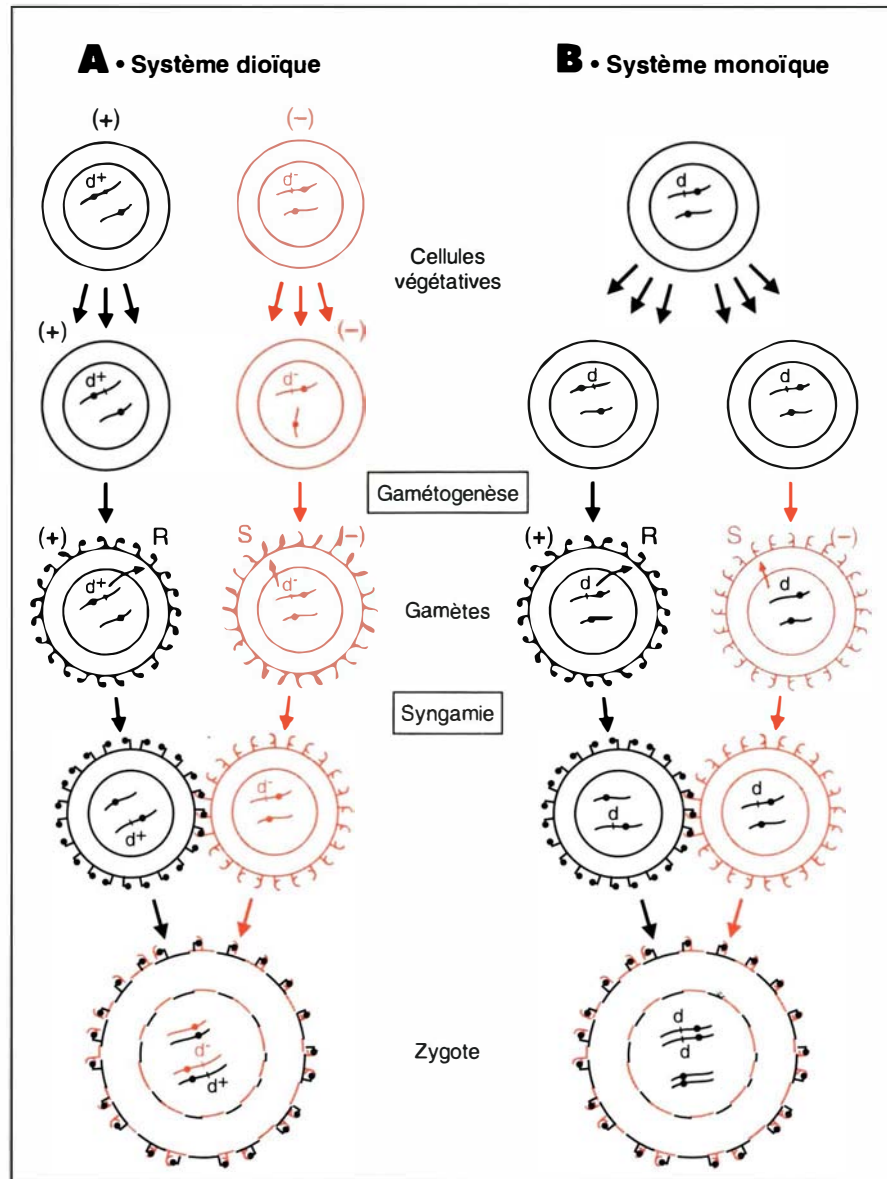 A • Système dioïque
B • Système monoïque
(+)
(−)
d+
d-
d
Cellules
végétatives
(+)
(−)
d+
d-
d
d
Gamétogenèse
(+)
R
S
(−)
(+)
R
S
(−)
d+
d-
Gamètes
d
d
Syngamie
d-
d+
d
d
Zygote
d-
d+
d
d